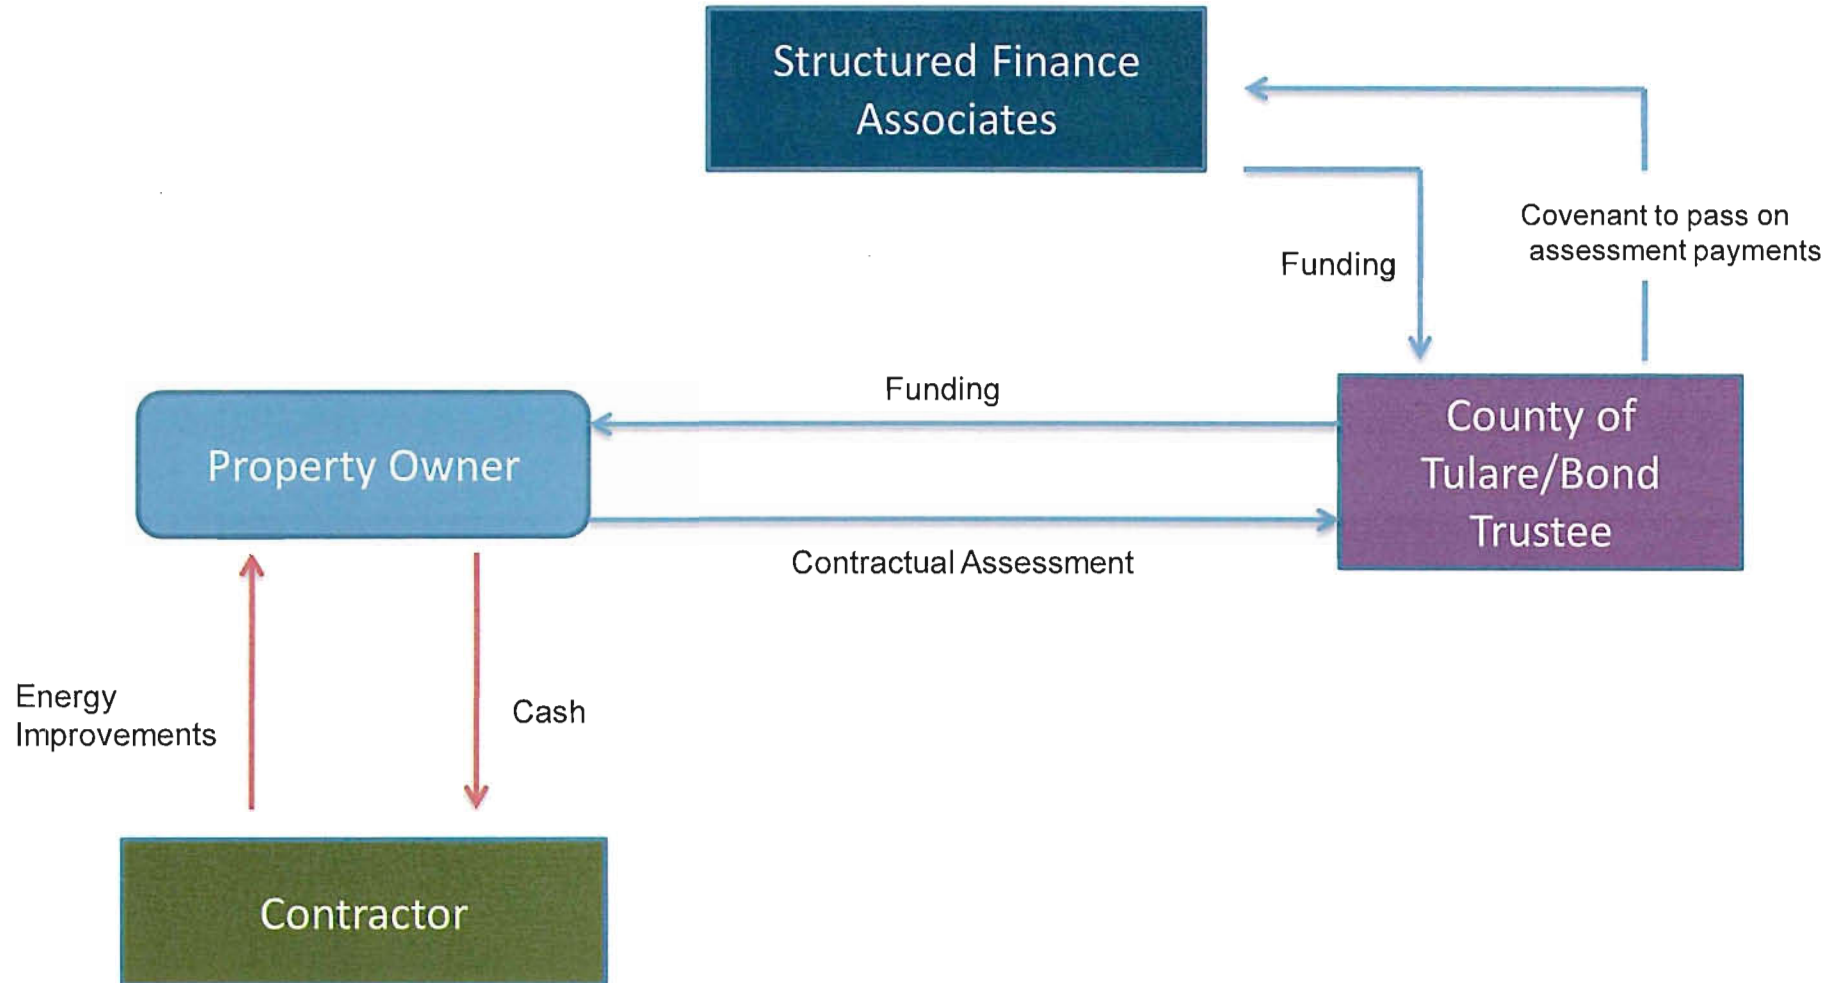 Structured Finance
Associates
Covenant to pass on
assessment payments
Funding
Funding
Property Owner
County of
Tulare/Bond
Trustee
Contractual Assessment
Energy
Improvements
Cash
Contractor